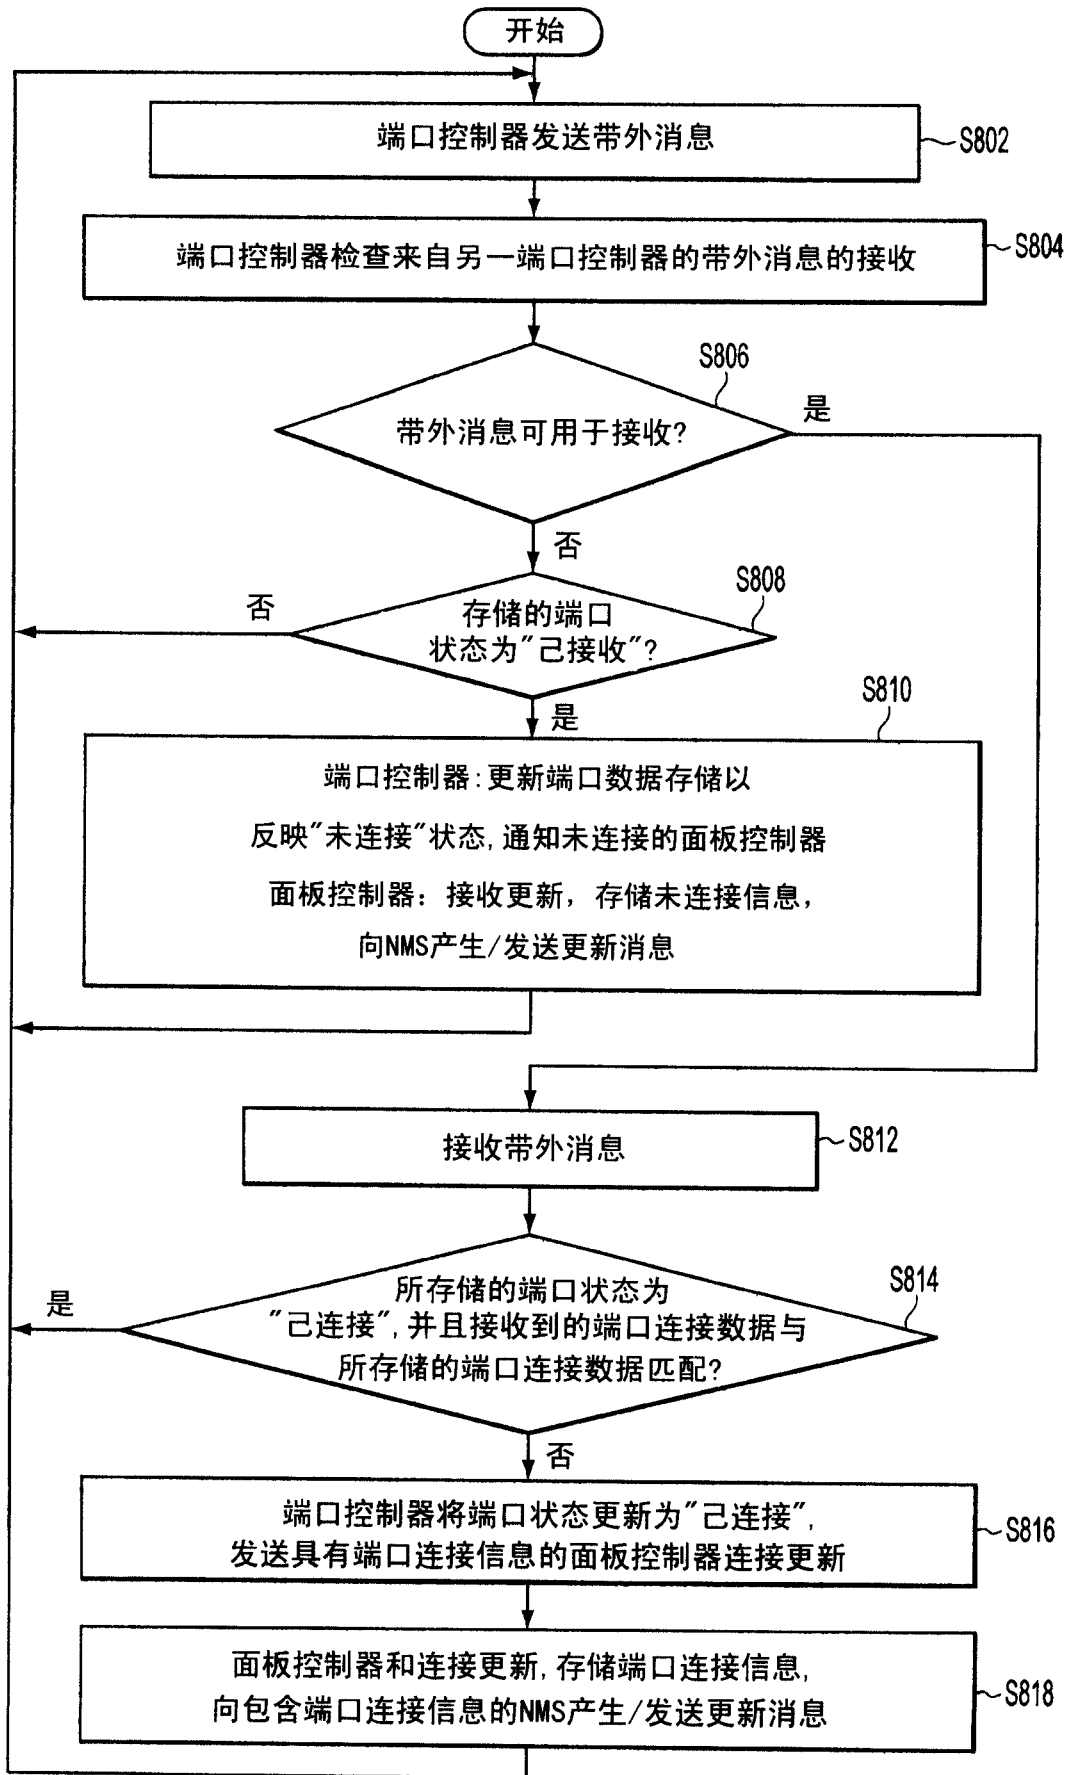 开始
端口控制器发送带外消息
S802
端口控制器检查来自另一端口控制器的带外消息的接收
S804
S806
带外消息可用于接收?
是
否
S808
存储的端口
状态为"己接收"?
否
是
S810
端口控制器:更新端口数据存储以
反映"未连接"状态,通知未连接的面板控制器
面板控制器：接收更新，存储未连接信息，
向NMS产生/发送更新消息
接收带外消息
S812
S814
所存储的端口状态为
"己连接",并且接收到的端口连接数据与
所存储的端口连接数据匹配?
是
否
端口控制器将端口状态更新为"己连接",
发送具有端口连接信息的面板控制器连接更新
S816
面板控制器和连接更新,存储端口连接信息,
向包含端口连接信息的NMS产生/发送更新消息
S818